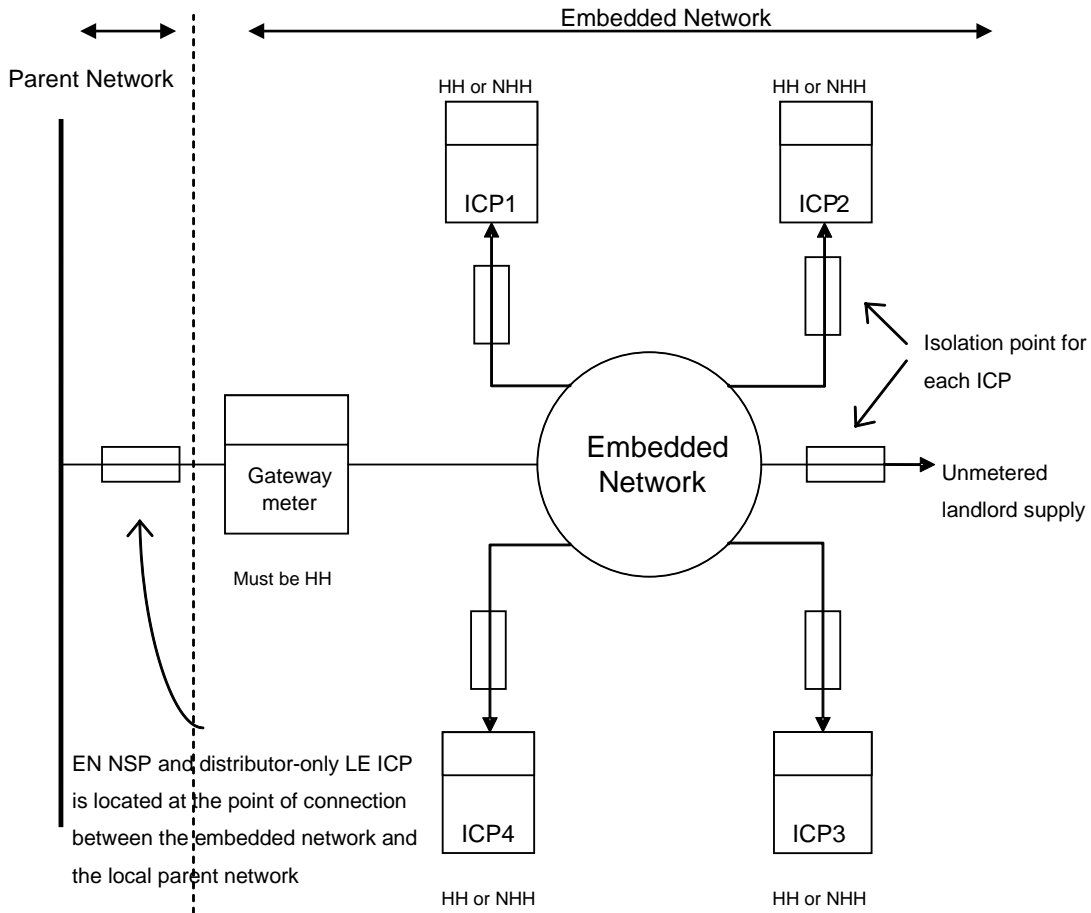 Embedded Network
Parent Network
HH or NHH
HH or NHH
ICP1
ICP2
Isolation point for
each ICP
Gateway
meter
Embedded
Network
Unmetered
landlord supply
Must be HH
EN NSP and distributor-only LE ICP
is located at the point of connection
between the embedded network and
the local parent network
ICP4
ICP3
HH or NHH
HH or NHH